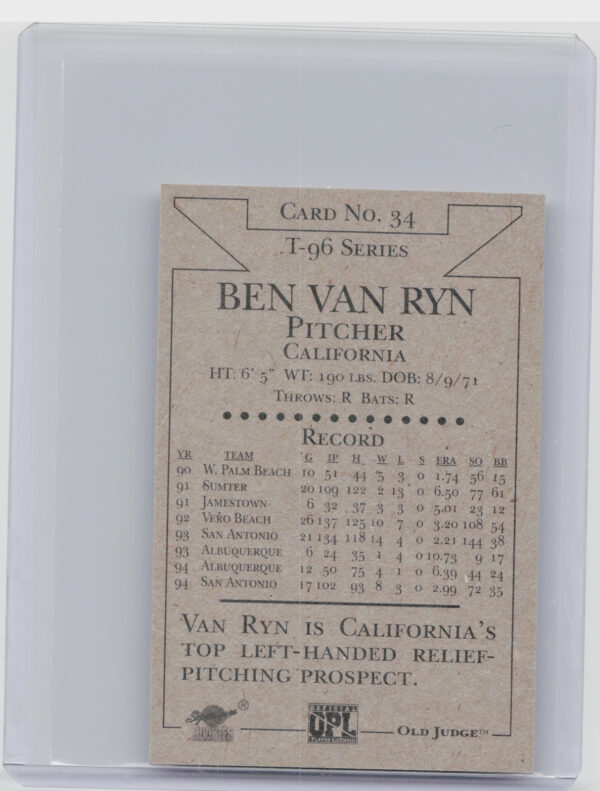 CARD NO. 34
T-96 SERIES
BEN VAN RYN
PITCHER
CALIFORNIA
HT: 6' 5" WT: 190 LBS. DOB: 8/9/71
THROWS: R BATS: R
RECORD
YR TEAM G IP H W L S ERA SO BB
90 W. PALM BEACH 10 51 44 5 3 0 1.74 56 15
91 SUMTER 20 109 122 2 13 0 6.50 77 61
91 JAMESTOWN 6 32 37 3 3 0 5.01 23 12
92 VERO BEACH 26 137 125 10 7 0 3.20 108 54
93 SAN ANTONIO 21 134 118 14 4 0 2.21 144 38
93 ALBUQUERQUE 6 24 35 1 4 0 10.73 9 17
94 ALBUQUERQUE 12 50 75 4 1 0 6.39 44 24
94 SAN ANTONIO 17 102 93 8 3 0 2.99 72 35
VAN RYN IS CALIFORNIA'S
TOP LEFT-HANDED RELIEF-
PITCHING PROSPECT.
Signature ®
ROOKIES
OFFICIAL
OPL
PLAYER LICENSED
OLD JUDGE™